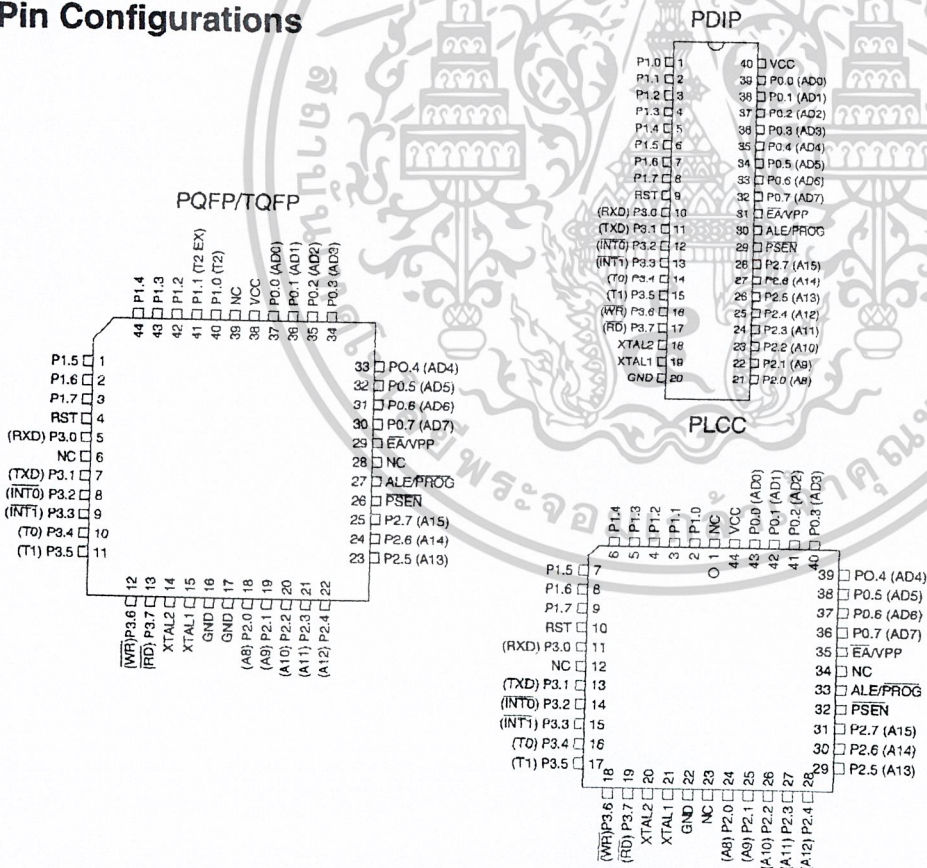 Pin Configurations
PDIP
P1.0 1
P1.1 2
P1.2 3
P1.3 4
P1.4 5
P1.5 6
P1.6 7
P1.7 8
RST 9
(RXD) P3.0 10
(TXD) P3.1 11
(INT0) P3.2 12
(INT1) P3.3 13
(T0) P3.4 14
(T1) P3.5 15
(WR) P3.6 16
(RD) P3.7 17
XTAL2 18
XTAL1 19
GND 20
40 VCC
39 P0.0 (AD0)
38 P0.1 (AD1)
37 P0.2 (AD2)
36 P0.3 (AD3)
35 P0.4 (AD4)
34 P0.5 (AD5)
33 P0.6 (AD6)
32 P0.7 (AD7)
31 EA/VPP
30 ALE/PROG
29 PSEN
28 P2.7 (A15)
27 P2.6 (A14)
26 P2.5 (A13)
25 P2.4 (A12)
24 P2.3 (A11)
23 P2.2 (A10)
22 P2.1 (A9)
21 P2.0 (A8)
PQFP/TQFP
44 P1.4
43 P1.3
42 P1.2
41 P1.1 (T2 EX)
40 P1.0 (T2)
39 NC
38 VCC
37 P0.0 (AD0)
36 P0.1 (AD1)
35 P0.2 (AD2)
34 P0.3 (AD3)
P1.5 1
P1.6 2
P1.7 3
RST 4
(RXD) P3.0 5
NC 6
(TXD) P3.1 7
(INT0) P3.2 8
(INT1) P3.3 9
(T0) P3.4 10
(T1) P3.5 11
33 PO.4 (AD4)
32 P0.5 (AD5)
31 P0.6 (AD6)
30 P0.7 (AD7)
29 EA/VPP
28 NC
27 ALE/PROG
26 PSEN
25 P2.7 (A15)
24 P2.6 (A14)
23 P2.5 (A13)
(WR)P3.6 12
(RD) P3.7 13
XTAL2 14
XTAL1 15
GND 16
GND 17
(A8) P2.0 18
(A9) P2.1 19
(A10) P2.2 20
(A11) P2.3 21
(A12) P2.4 22
PLCC
6 P1.4
5 P1.3
4 P1.2
3 P1.1
2 P1.0
1 NC
44 VCC
43 P0.0 (AD0)
42 P0.1 (AD1)
41 P0.2 (AD2)
40 P0.3 (AD3)
P1.5 7
P1.6 8
P1.7 9
RST 10
(RXD) P3.0 11
NC 12
(TXD) P3.1 13
(INT0) P3.2 14
(INT1) P3.3 15
(T0) P3.4 16
(T1) P3.5 17
39 PO.4 (AD4)
38 P0.5 (AD5)
37 P0.6 (AD6)
36 P0.7 (AD7)
35 EA/VPP
34 NC
33 ALE/PROG
32 PSEN
31 P2.7 (A15)
30 P2.6 (A14)
29 P2.5 (A13)
(WR)P3.6 18
(RD) P3.7 19
XTAL2 20
XTAL1 21
GND 22
NC 23
(A8) P2.0 24
(A9) P2.1 25
(A10) P2.2 26
(A11) P2.3 27
(A12) P2.4 28